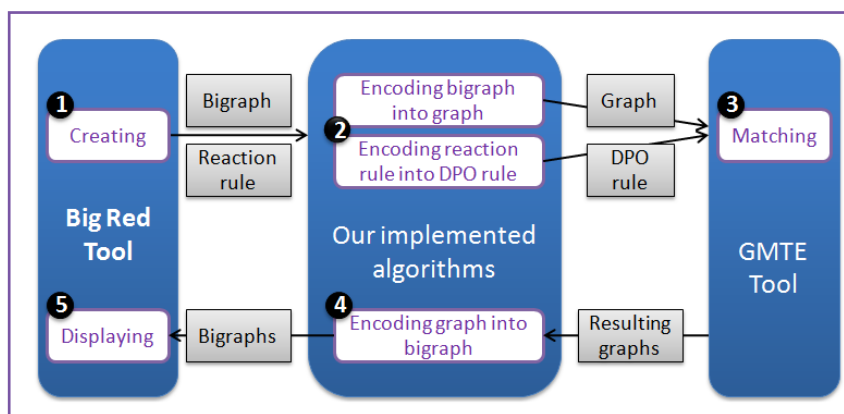 1
Creating
Big Red
Tool
5
Displaying
Bigraph
Reaction
rule
Bigraphs
Encoding bigraph
into graph
2
Encoding reaction
rule into DPO rule
Our implemented
algorithms
4
Encoding graph into
bigraph
Graph
DPO
rule
Resulting
graphs
3
Matching
GMTE
Tool